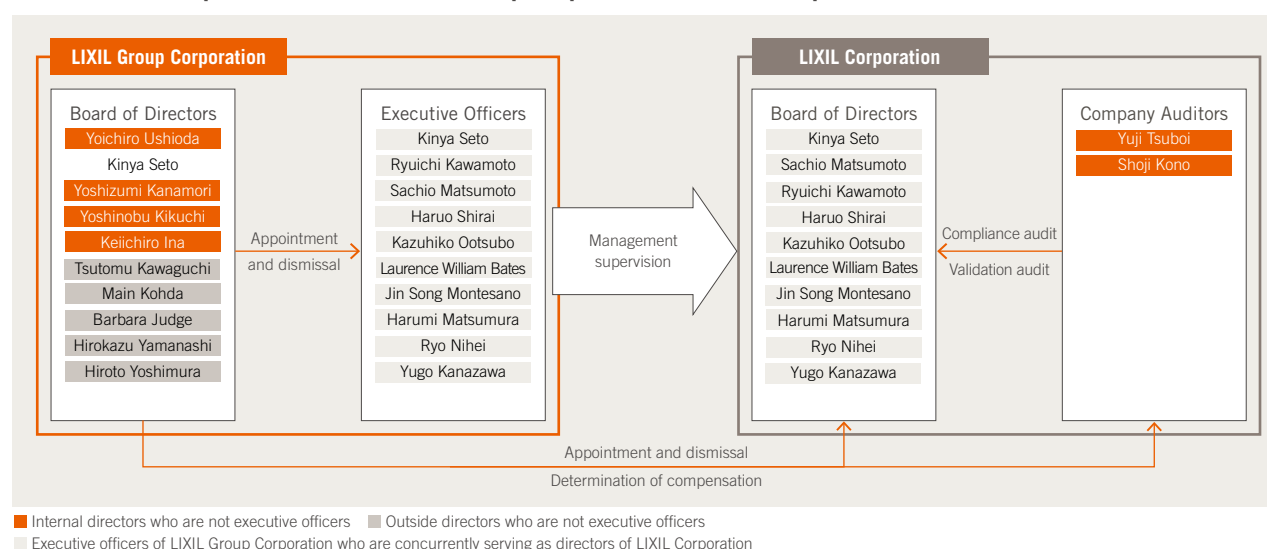 LIXIL Group Corporation
Board of Directors
Yoichiro Ushioda
Kinya Seto
Yoshizumi Kanamori
Yoshinobu Kikuchi
Keiichiro Ina
Tsutomu Kawaguchi
Main Kohda
Barbara Judge
Hirokazu Yamanashi
Hiroto Yoshimura
Appointment
and dismissal
Executive Officers
Kinya Seto
Ryuichi Kawamoto
Sachio Matsumoto
Haruo Shirai
Kazuhiko Ootsubo
Laurence William Bates
Jin Song Montesano
Harumi Matsumura
Ryo Nihei
Yugo Kanazawa
Management
supervision
LIXIL Corporation
Board of Directors
Kinya Seto
Sachio Matsumoto
Ryuichi Kawamoto
Haruo Shirai
Kazuhiko Ootsubo
Laurence William Bates
Jin Song Montesano
Harumi Matsumura
Ryo Nihei
Yugo Kanazawa
Compliance audit
Validation audit
Company Auditors
Yuji Tsuboi
Shoji Kono
Appointment and dismissal
Determination of compensation
Internal directors who are not executive officers
Outside directors who are not executive officers
Executive officers of LIXIL Group Corporation who are concurrently serving as directors of LIXIL Corporation